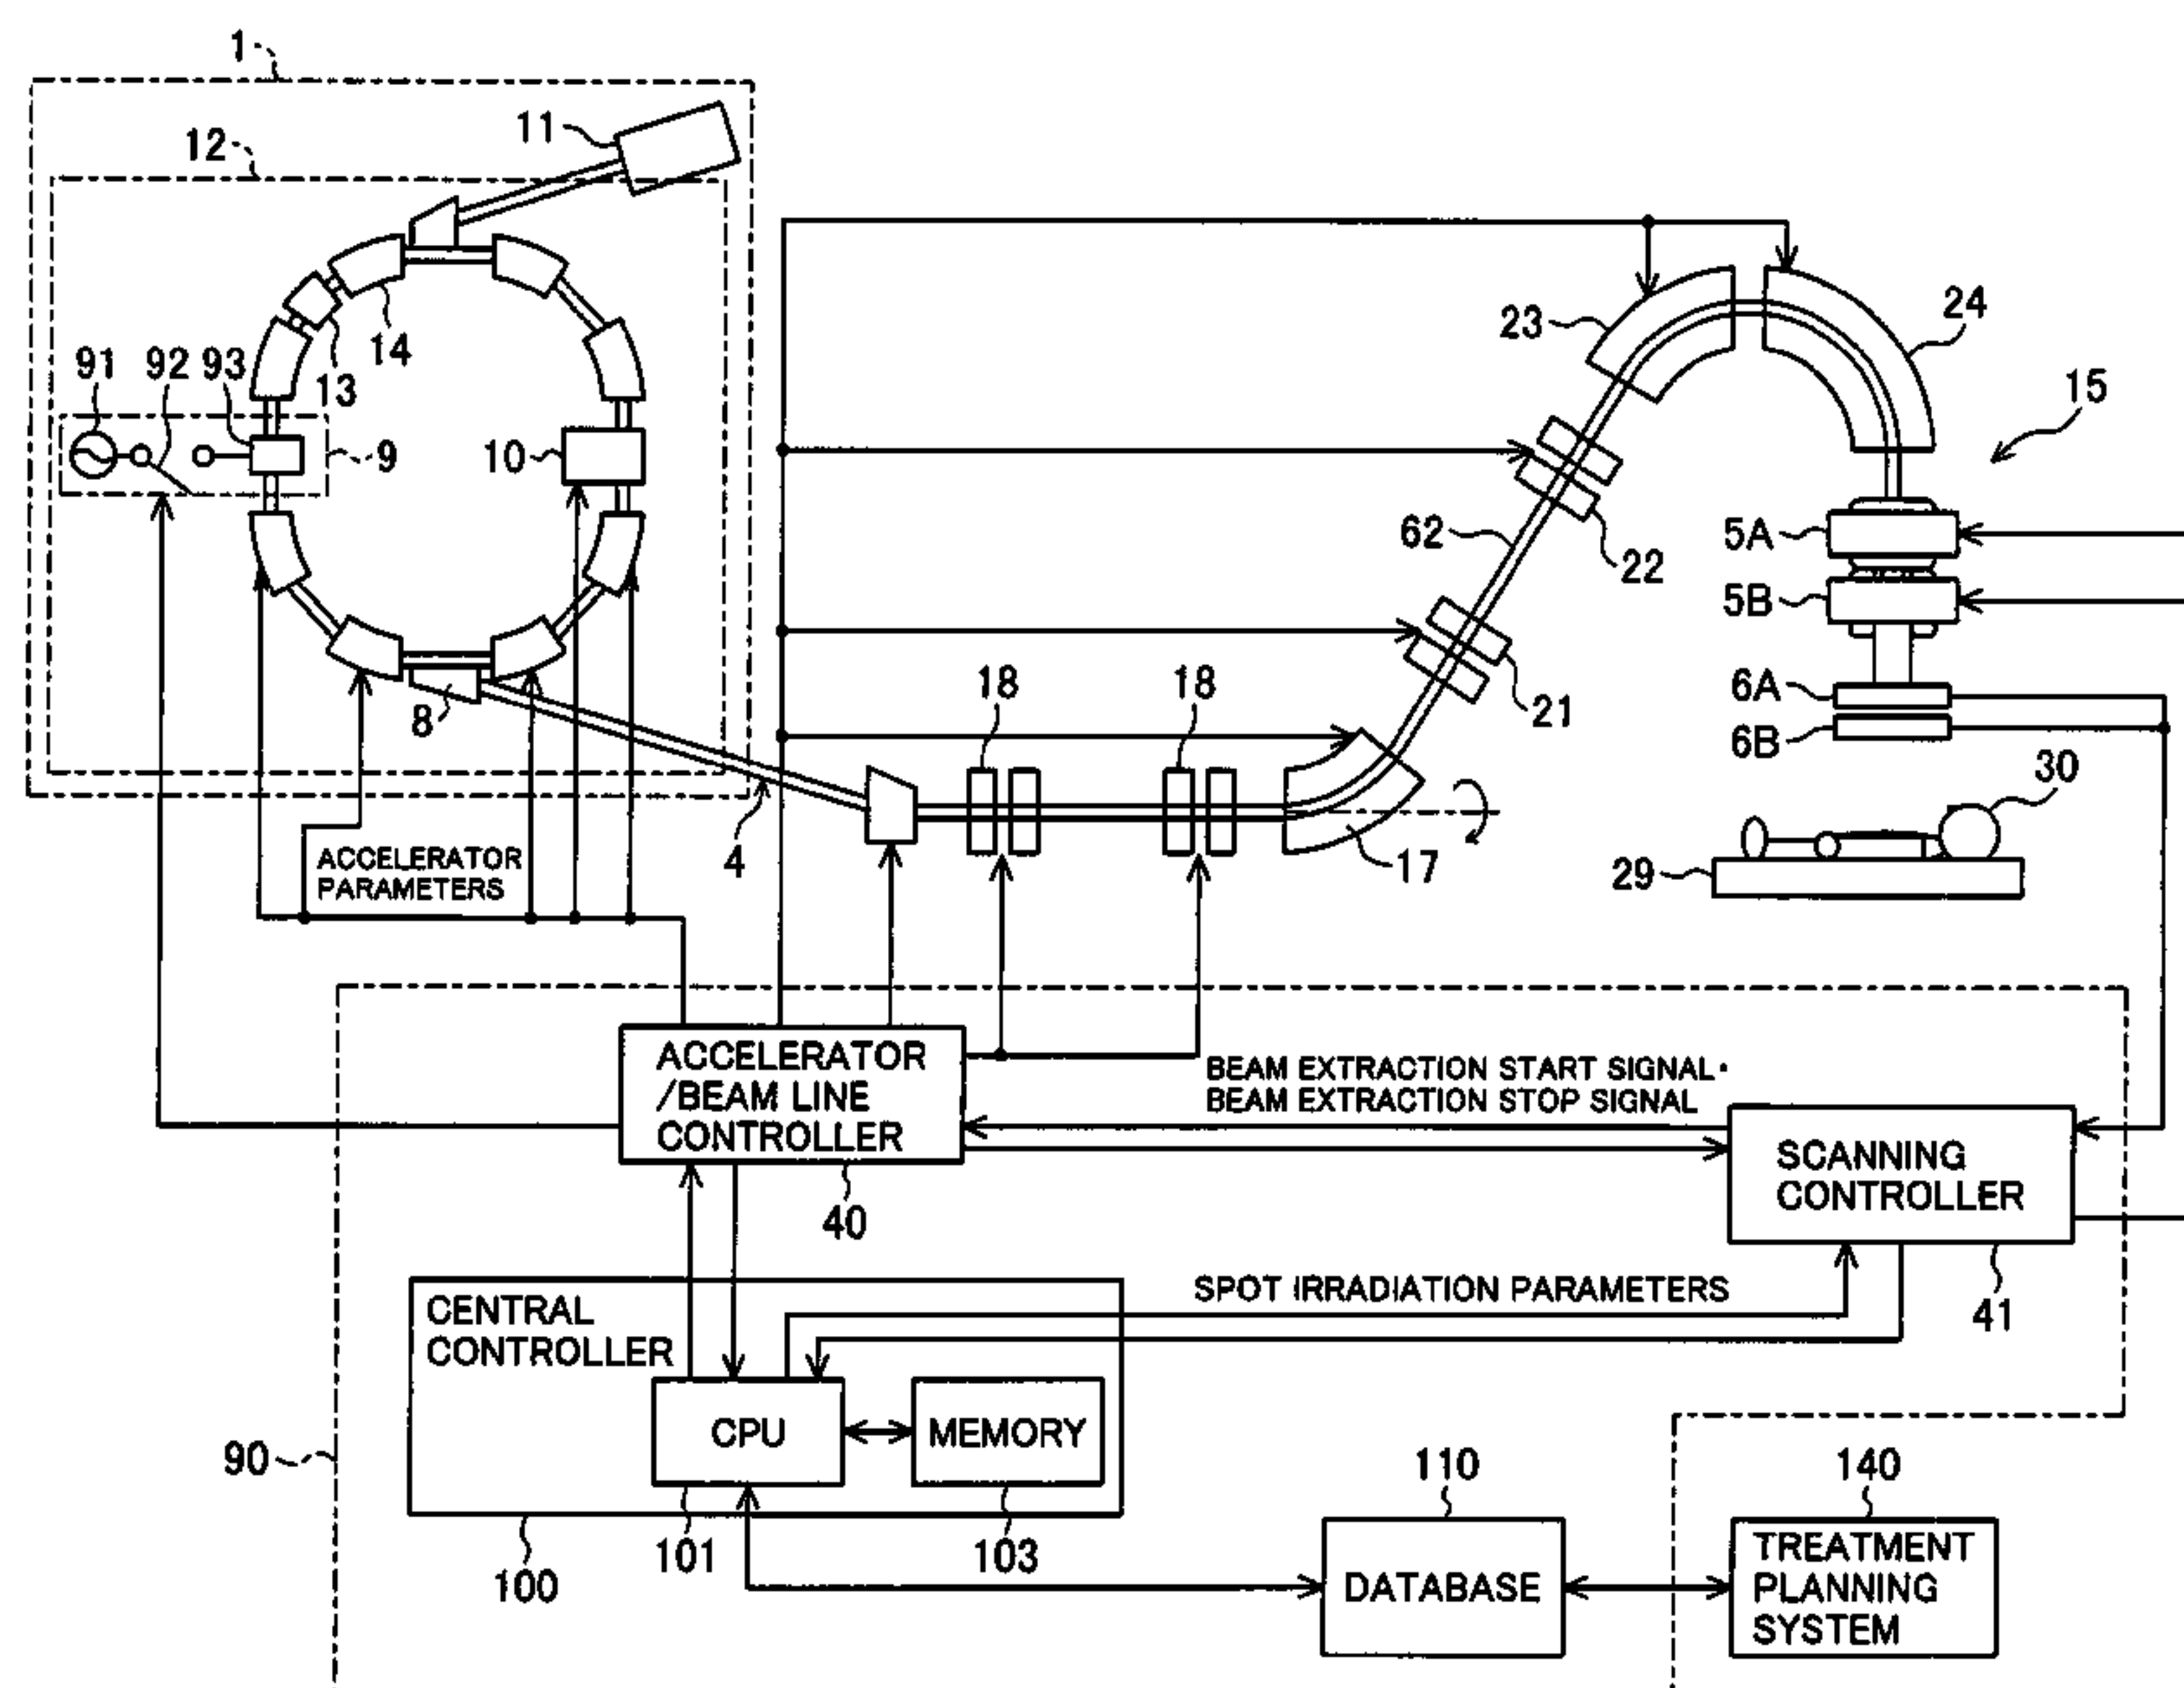 1
11
12
23
24
91
92
93
13
14
15
9
10
5A
62
22
5B
18
18
21
6A
8
6B
30
4
17
29
ACCELERATOR
PARAMETERS
ACCELERATOR
/BEAM LINE
CONTROLLER
BEAM EXTRACTION START SIGNAL·
BEAM EXTRACTION STOP SIGNAL
SCANNING
CONTROLLER
40
41
SPOT IRRADIATION PARAMETERS
CENTRAL
CONTROLLER
CPU
MEMORY
90
110
140
101
103
100
DATABASE
TREATMENT
PLANNING
SYSTEM